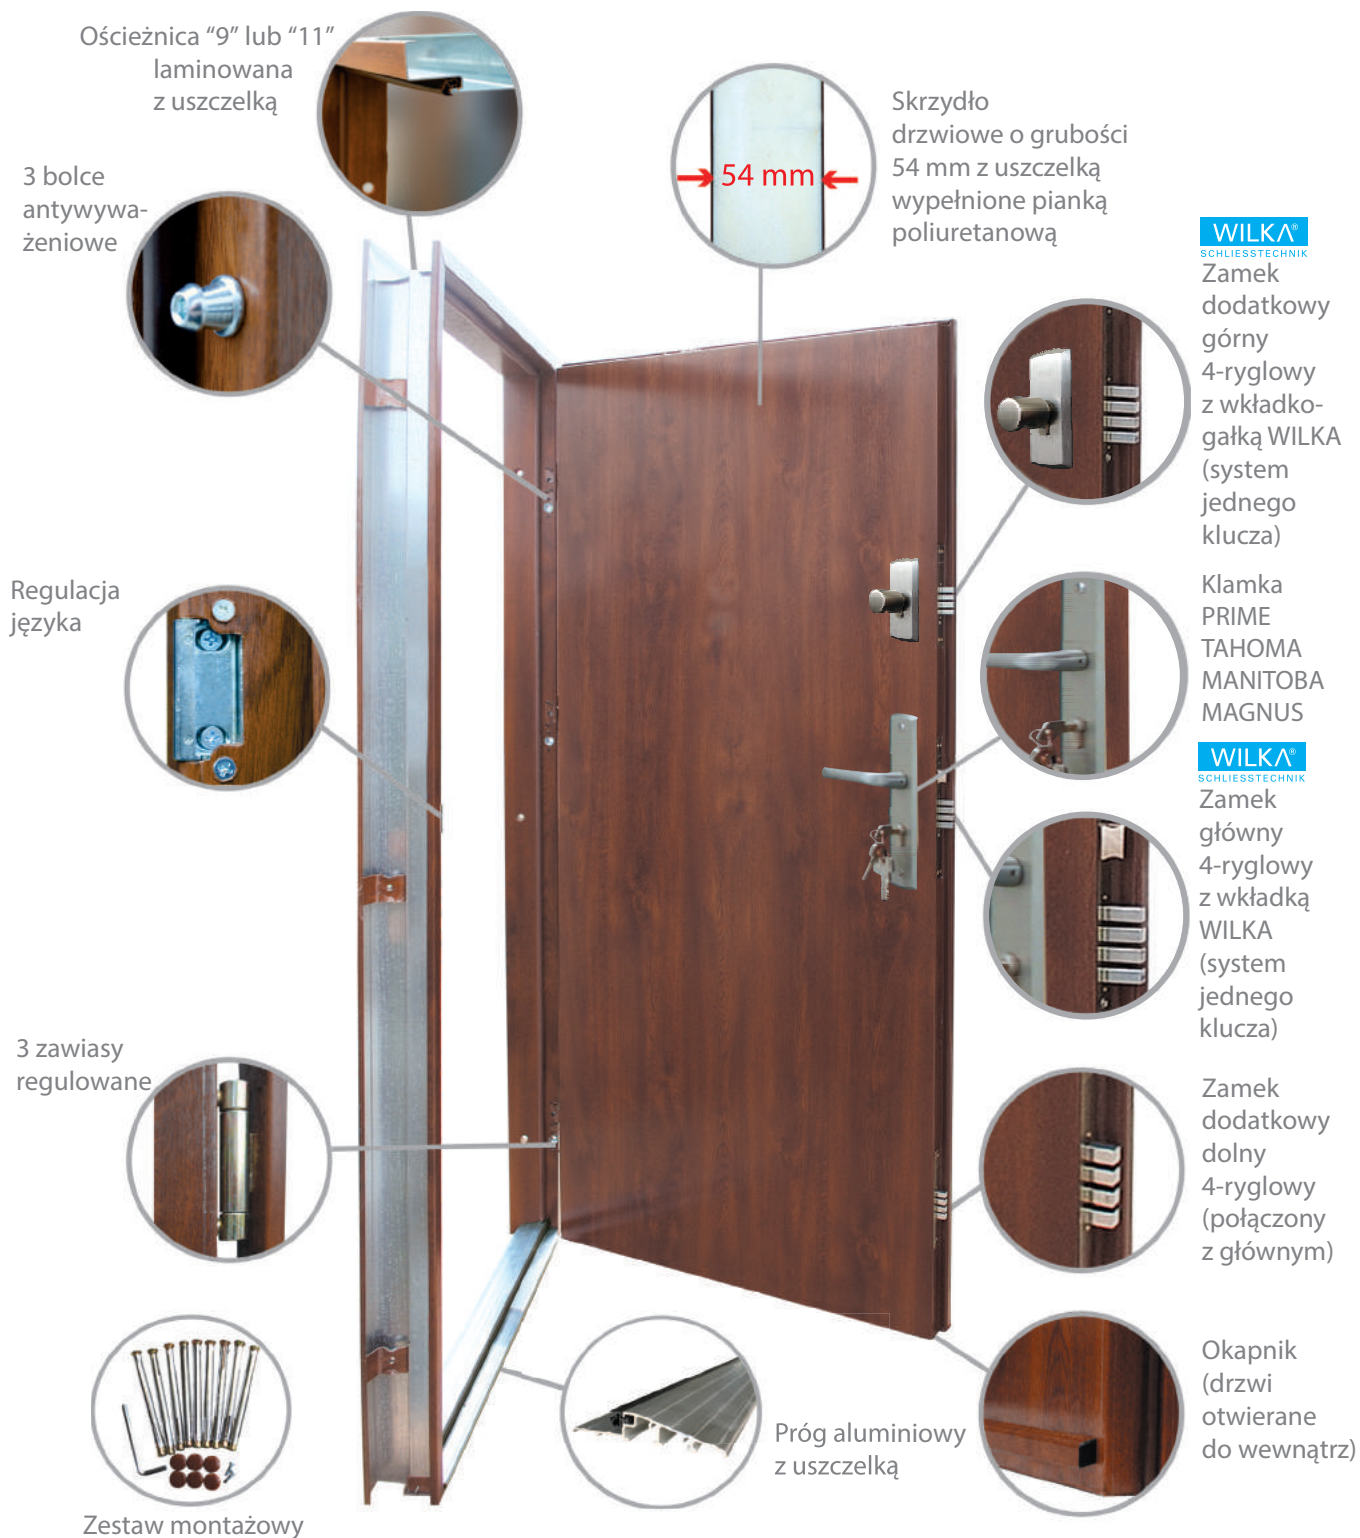 Ościeżnica “9” lub “11”
laminowana
z uszczelką
3 bolce
antywywa-
żeniowe
54 mm
Skrzydło
drzwiowe o grubości
54 mm z uszczelką
wypełnione pianką
poliuretanową
WILKA®
SCHLIESSTECHNIK
Zamek
dodatkowy
górny
4-ryglowy
z wkładko-
gałką WILKA
(system
jednego
klucza)
Regulacja
języka
Klamka
PRIME
TAHOMA
MANITOBA
MAGNUS
WILKA®
SCHLIESSTECHNIK
Zamek
główny
4-ryglowy
z wkładką
WILKA
(system
jednego
klucza)
3 zawiasy
regulowane
Zamek
dodatkowy
dolny
4-ryglowy
(połączony
z głównym)
Okapnik
(drzwi
otwierane
do wewnątrz)
Próg aluminiowy
z uszczelką
Zestaw montażowy